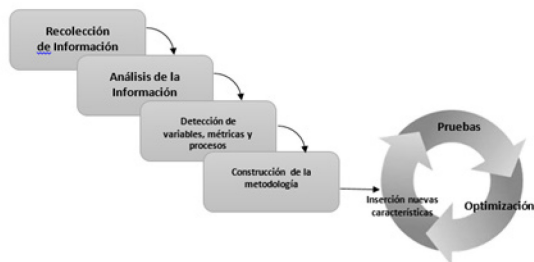 Recolección
de Información
Análisis de la
Información
Detección de
variables, métricas y
procesos
Construcción de la
metodología
Pruebas
Optimización
Inserción nuevas
características